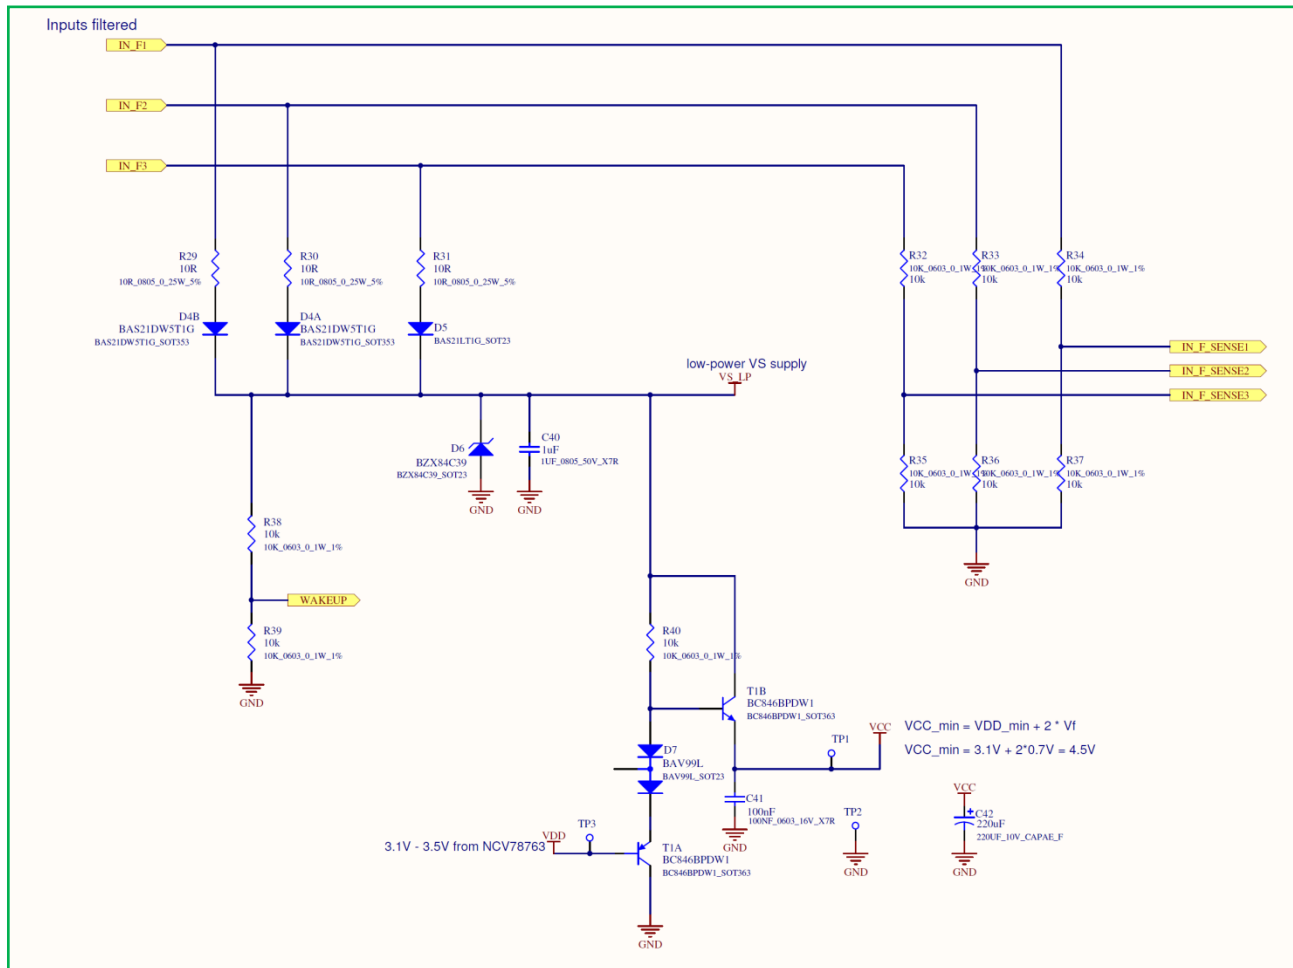 Inputs filtered
IN_F1
IN_F2
IN_F3
R29
10R
10R_0805_0_25W_5%
R30
10R
10R_0805_0_25W_5%
R31
10R
10R_0805_0_25W_5%
R32
10K_0603_0_1W_1%
10k
R33
10K_0603_0_1W_1%
10k
R34
10K_0603_0_1W_1%
10k
D4B
BAS21DW5T1G
BAS21DW5T1G_SOT353
D4A
BAS21DW5T1G
BAS21DW5T1G_SOT353
D5
BAS21LT1G_SOT23
IN_F_SENSE1
IN_F_SENSE2
IN_F_SENSE3
low-power VS supply
VS_LP
D6
BZX84C39
BZX84C39_SOT23
GND
C40
1uF
1UF_0805_50V_X7R
GND
R35
10K_0603_0_1W_1%
10k
R36
10K_0603_0_1W_1%
10k
R37
10K_0603_0_1W_1%
10k
GND
R38
10k
10K_0603_0_1W_1%
WAKEUP
R39
10k
10K_0603_0_1W_1%
GND
R40
10k
10K_0603_0_1W_1%
T1B
BC846BPDW1
BC846BPDW1_SOT363
D7
BAV99L
BAV99L_SOT23
TP1
VCC
VCC_min = VDD_min + 2 * Vf
VCC_min = 3.1V + 2*0.7V = 4.5V
C41
100nF
100NF_0603_16V_X7R
GND
TP2
GND
VCC
C42
220uF
220UF_10V_CAPAE_F
GND
3.1V - 3.5V from NCV78763
VDD
TP3
T1A
BC846BPDW1
BC846BPDW1_SOT363
GND